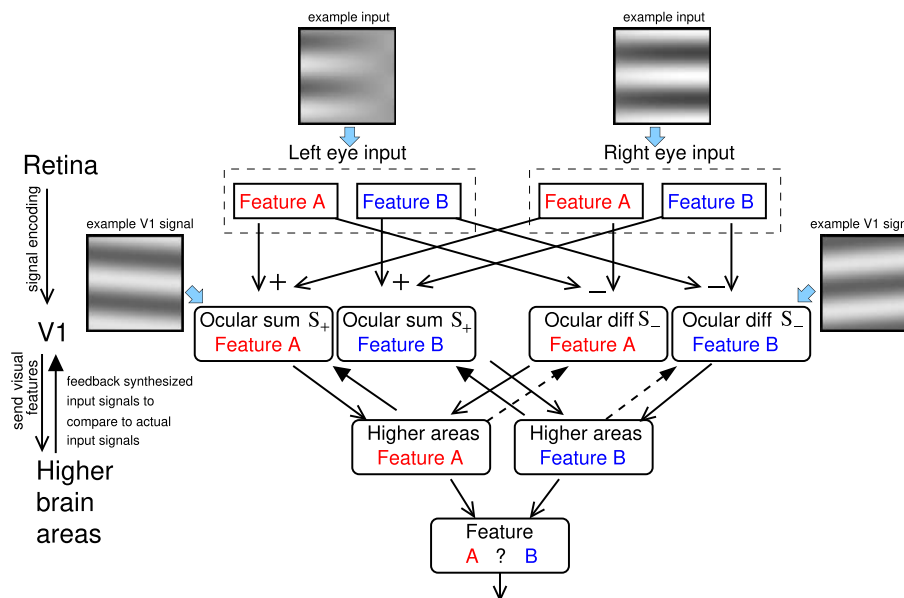 example input
example input
Left eye input
Right eye input
Retina
Feature A
Feature B
Feature A
Feature B
signal encoding
example V1 signal
example V1 sign
+
+
–
–
V1
Ocular sum S+
Feature A
Ocular sum S+
Feature B
Ocular diff S−
Feature A
Ocular diff S−
Feature B
send visual
features
feedback synthesized
input signals to
compare to actual
input signals
Higher areas
Feature A
Higher areas
Feature B
Higher
brain
areas
Feature
A ? B